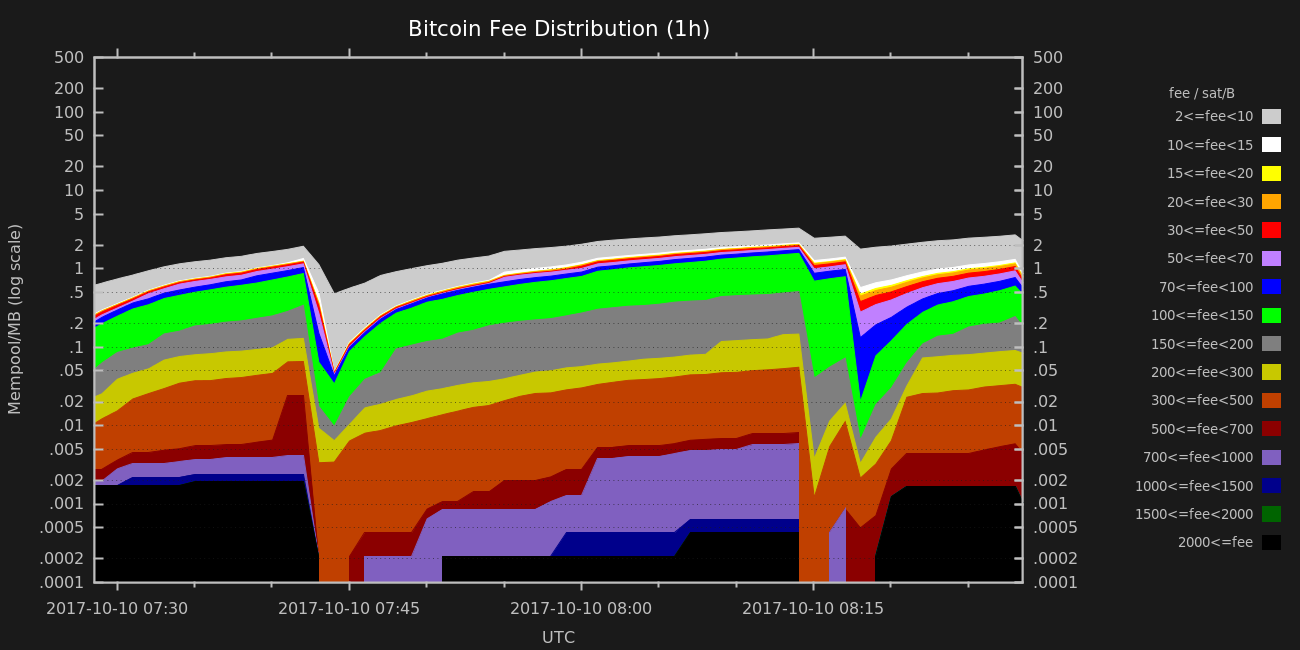 Bitcoin Fee Distribution (1h)
500 500
200 200
100 100
50 50
20 20
10 10
5 5
2 2
1 1
.5 .5
.2 .2
.1 .1
.05 .05
.02 .02
.01 .01
.005 .005
.002 .002
.001 .001
.0005 .0005
.0002 .0002
.0001 .0001
Mempool/MB (log scale)
2017-10-10 07:30 2017-10-10 07:45 2017-10-10 08:00 2017-10-10 08:15
UTC
fee / sat/B
2<=fee<10
10<=fee<15
15<=fee<20
20<=fee<30
30<=fee<50
50<=fee<70
70<=fee<100
100<=fee<150
150<=fee<200
200<=fee<300
300<=fee<500
500<=fee<700
700<=fee<1000
1000<=fee<1500
1500<=fee<2000
2000<=fee